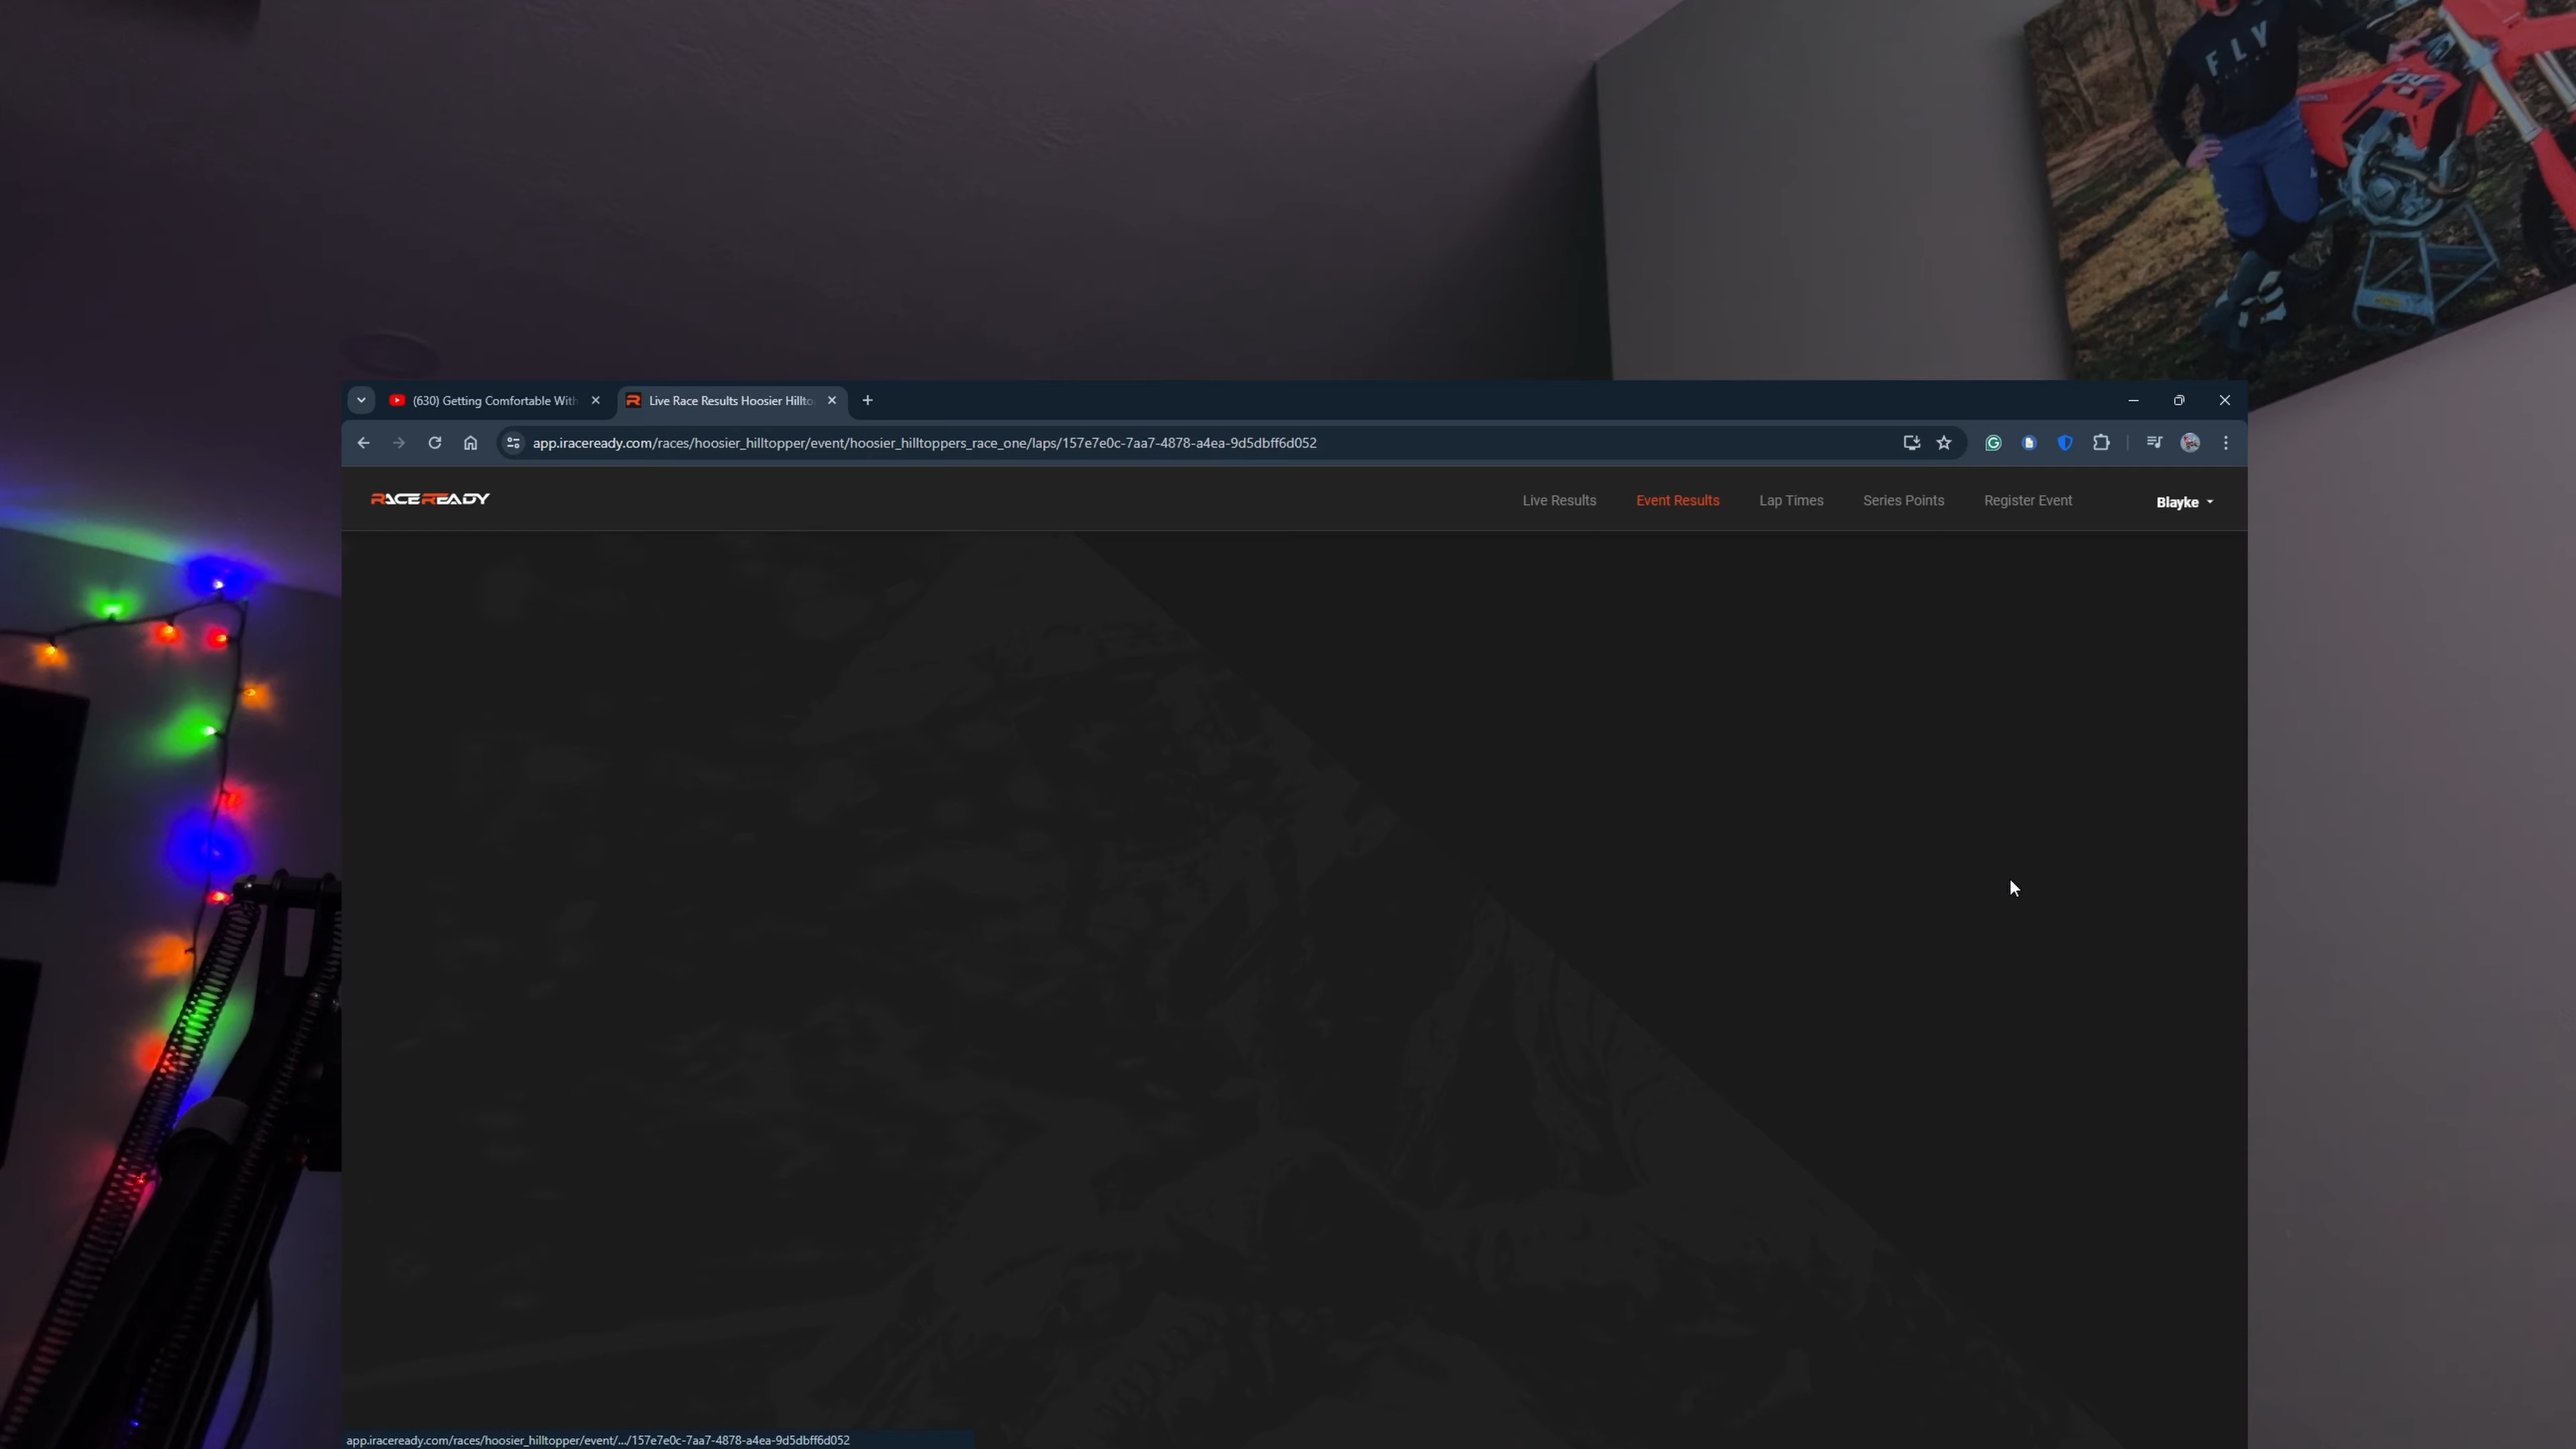 FLY
CRF
(630) Getting Comfortable With
Live Race Results Hoosier Hillto
app.iraceready.com/races/hoosier_hilltopper/event/hoosier_hilltoppers_race_one/laps/157e7e0c-7aa7-4878-a4ea-9d5dbff6d052
RACEREADY
Live Results
Event Results
Lap Times
Series Points
Register Event
Blayke
app.iraceready.com/races/hoosier_hilltopper/event/.../157e7e0c-7aa7-4878-a4ea-9d5dbff6d052